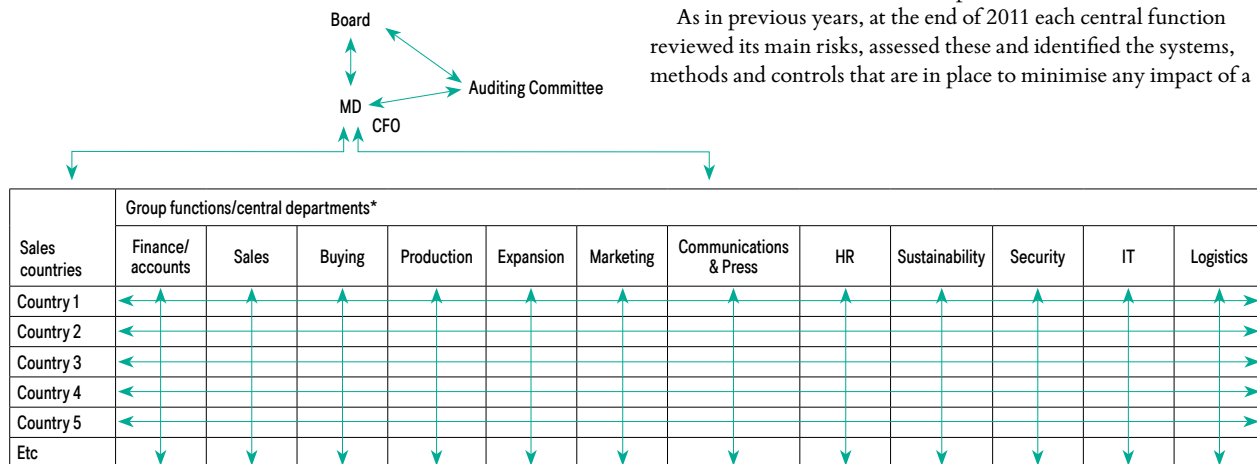 As in previous years, at the end of 2011 each central function
reviewed its main risks, assessed these and identified the systems,
methods and controls that are in place to minimise any impact of a
Board
Auditing Committee
MD
CFO
Group functions/central departments*
Sales
countries
Finance/
accounts
Sales
Buying
Production
Expansion
Marketing
Communications
& Press
HR
Sustainability
Security
IT
Logistics
Country 1
Country 2
Country 3
Country 4
Country 5
Etc